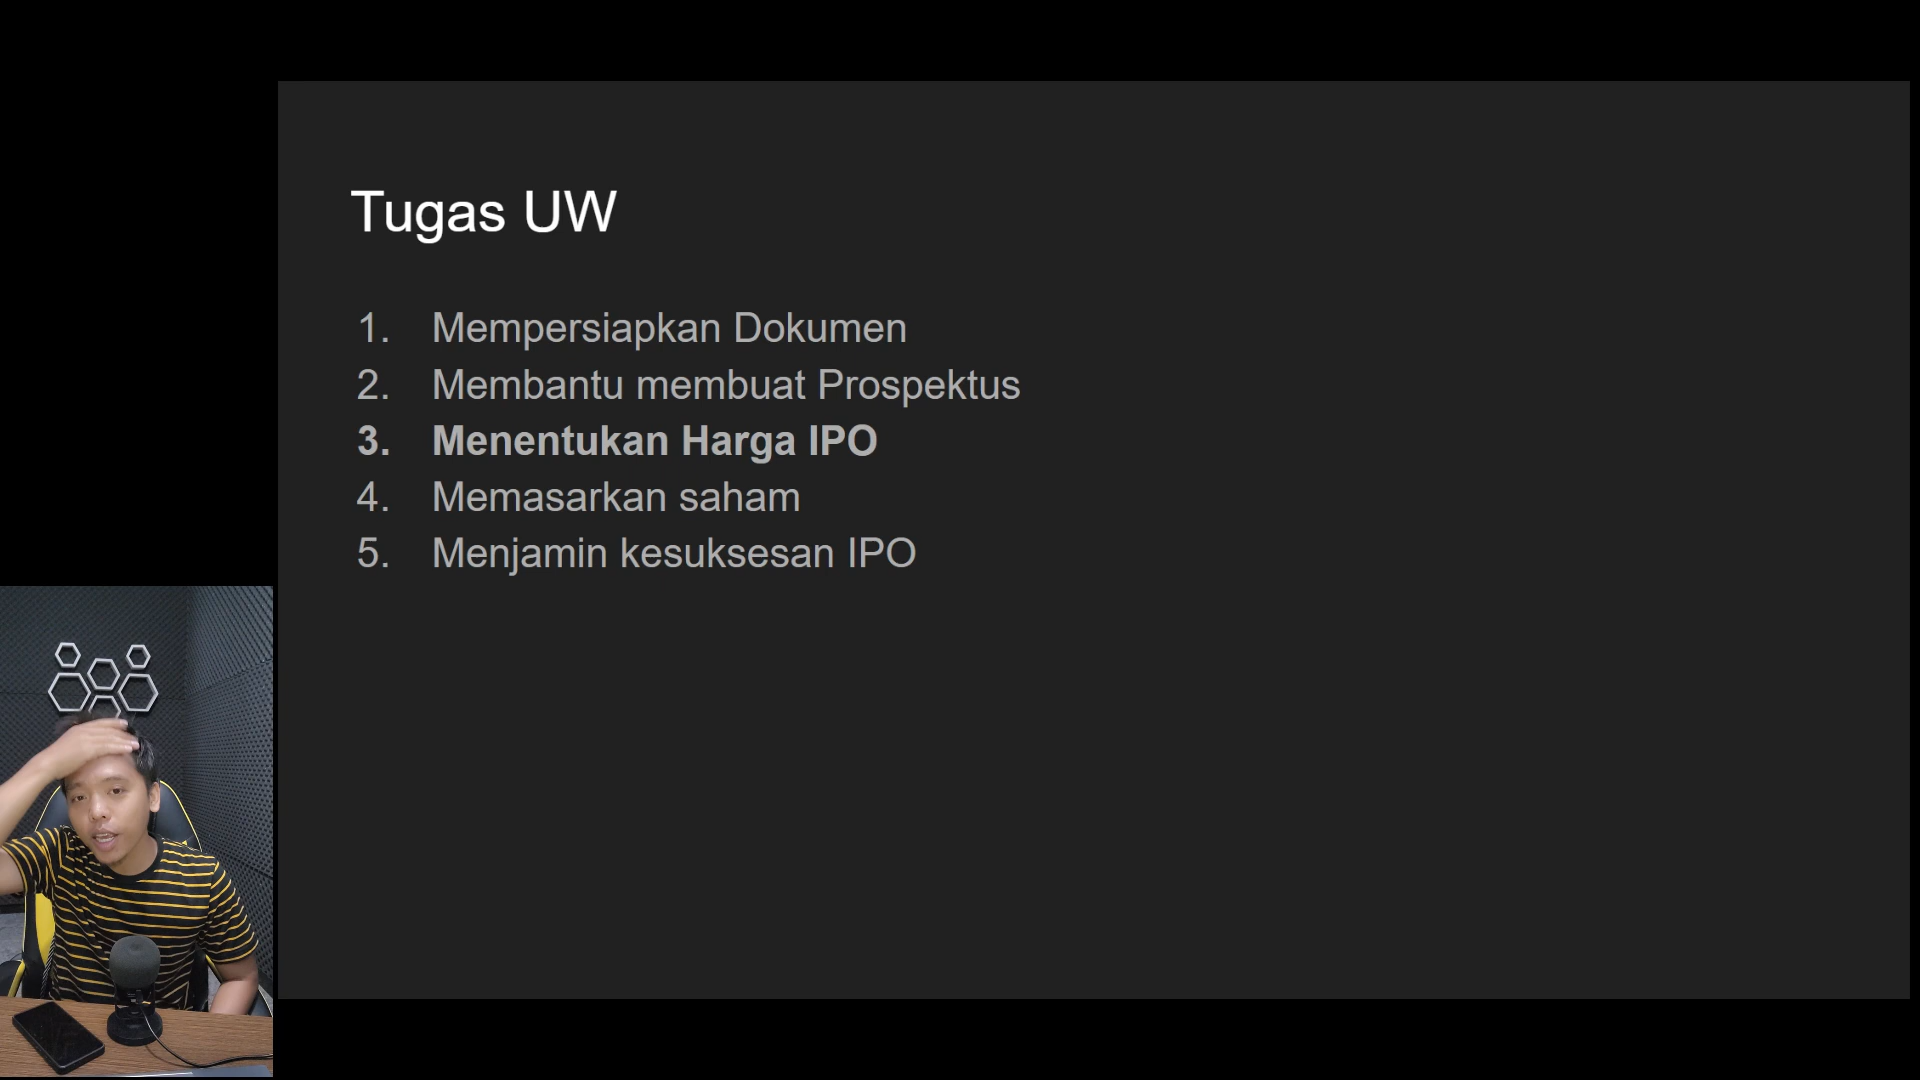 Tugas UW
1. Mempersiapkan Dokumen
2. Membantu membuat Prospektus
3. Menentukan Harga IPO
4. Memasarkan saham
5. Menjamin kesuksesan IPO